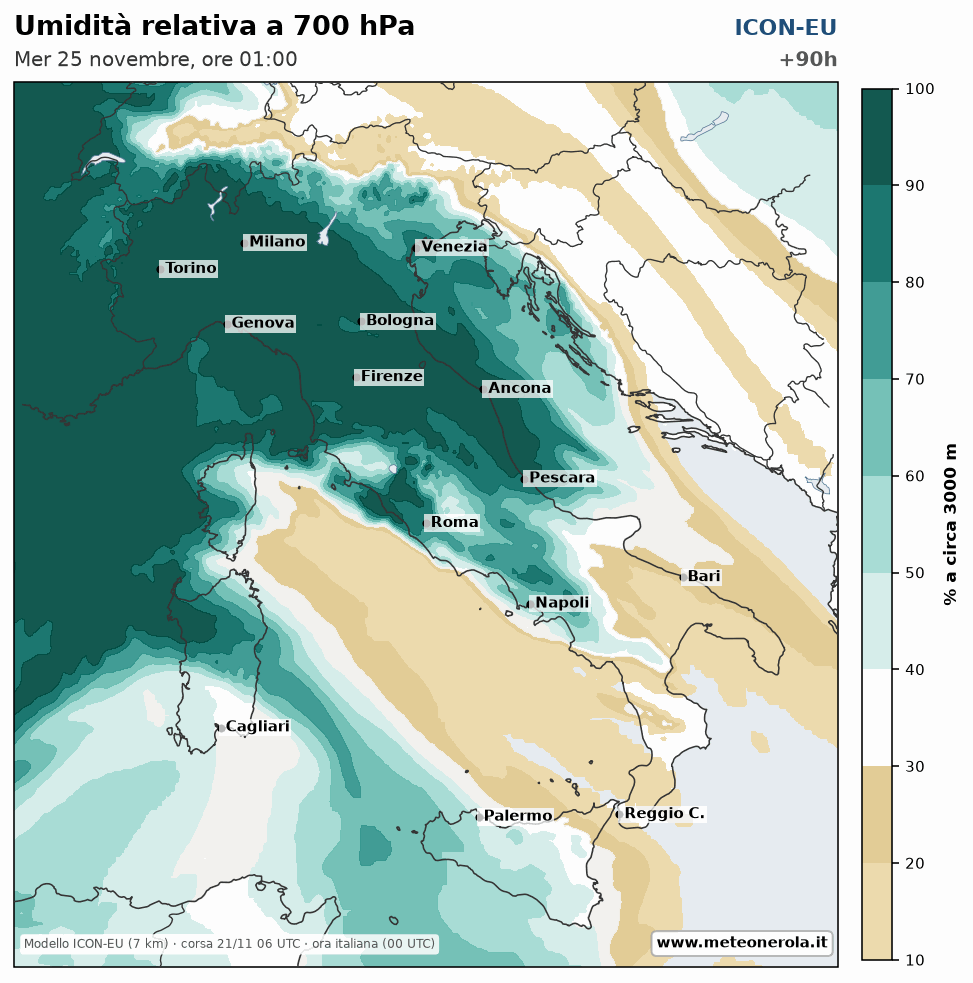 Umidità relativa a 700 hPa
ICON-EU
Mer 25 novembre, ore 01:00
+90h
100
90
80
70
60
50
40
30
20
10
% a circa 3000 m
Milano
Venezia
Torino
Genova
Bologna
Firenze
Ancona
Pescara
Roma
Bari
Napoli
Cagliari
Palermo
Reggio C.
Modello ICON-EU (7 km) · corsa 21/11 06 UTC · ora italiana (00 UTC)
www.meteonerola.it